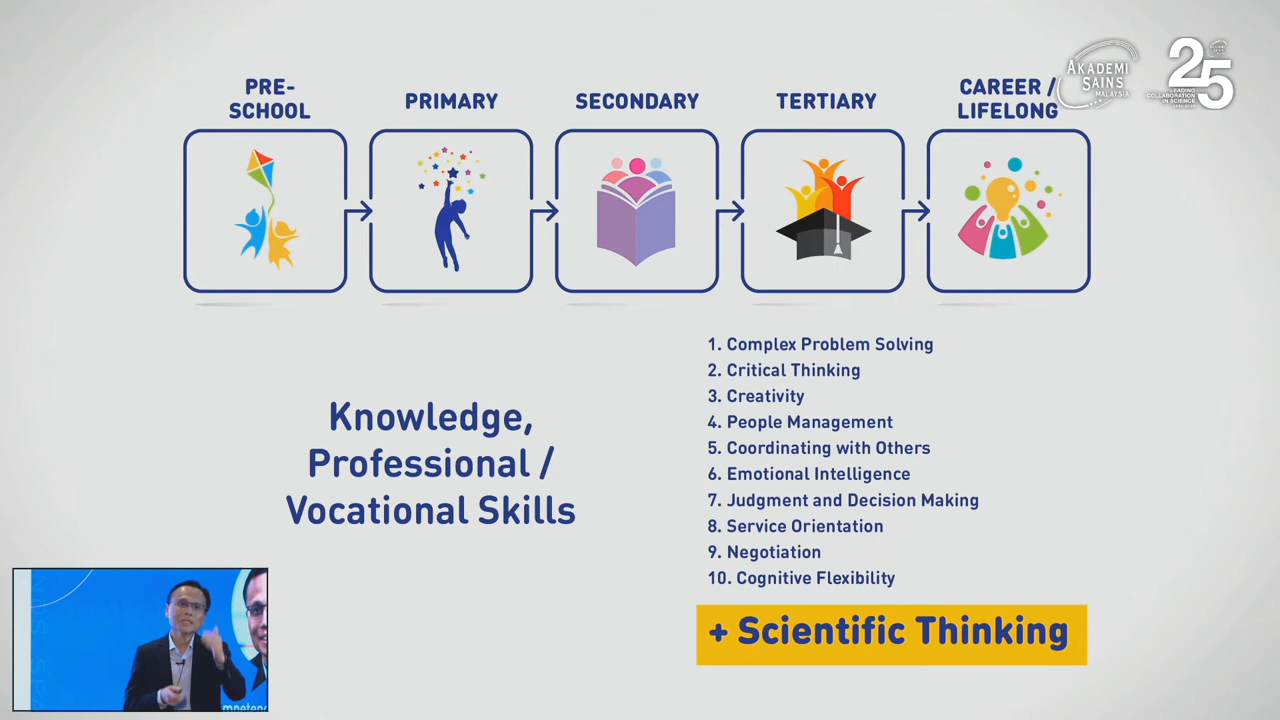 PRE-
SCHOOL
PRIMARY
SECONDARY
TERTIARY
CAREER /
LIFELONG
AKADEMI
SAINS
MALAYSIA
25
LEADING
COLLABORATION
IN SCIENCE
Knowledge,
Professional /
Vocational Skills
1. Complex Problem Solving
2. Critical Thinking
3. Creativity
4. People Management
5. Coordinating with Others
6. Emotional Intelligence
7. Judgment and Decision Making
8. Service Orientation
9. Negotiation
10. Cognitive Flexibility
+ Scientific Thinking